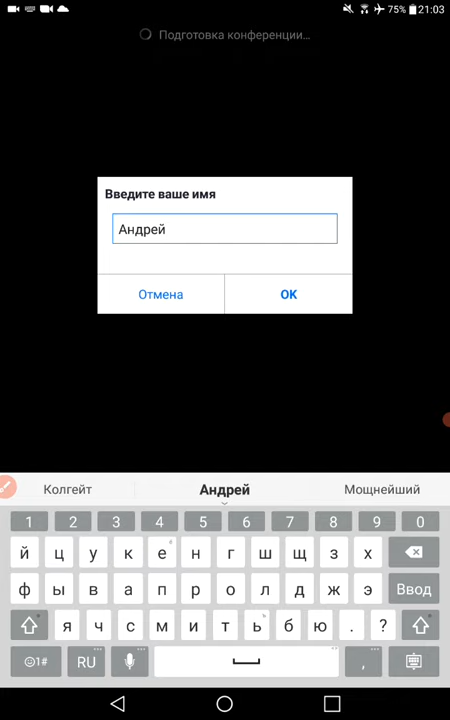 75% 21:03
Подготовка конференции...
Введите ваше имя
Андрей
Отмена OK
Колгейт Андрей Мощнейший
1 2 3 4 5 6 7 8 9 0
й ц у к е н г ш щ з х
ф ы в а п р о л д ж э Ввод
я ч с м и т ь б ю . ?
1# RU ,